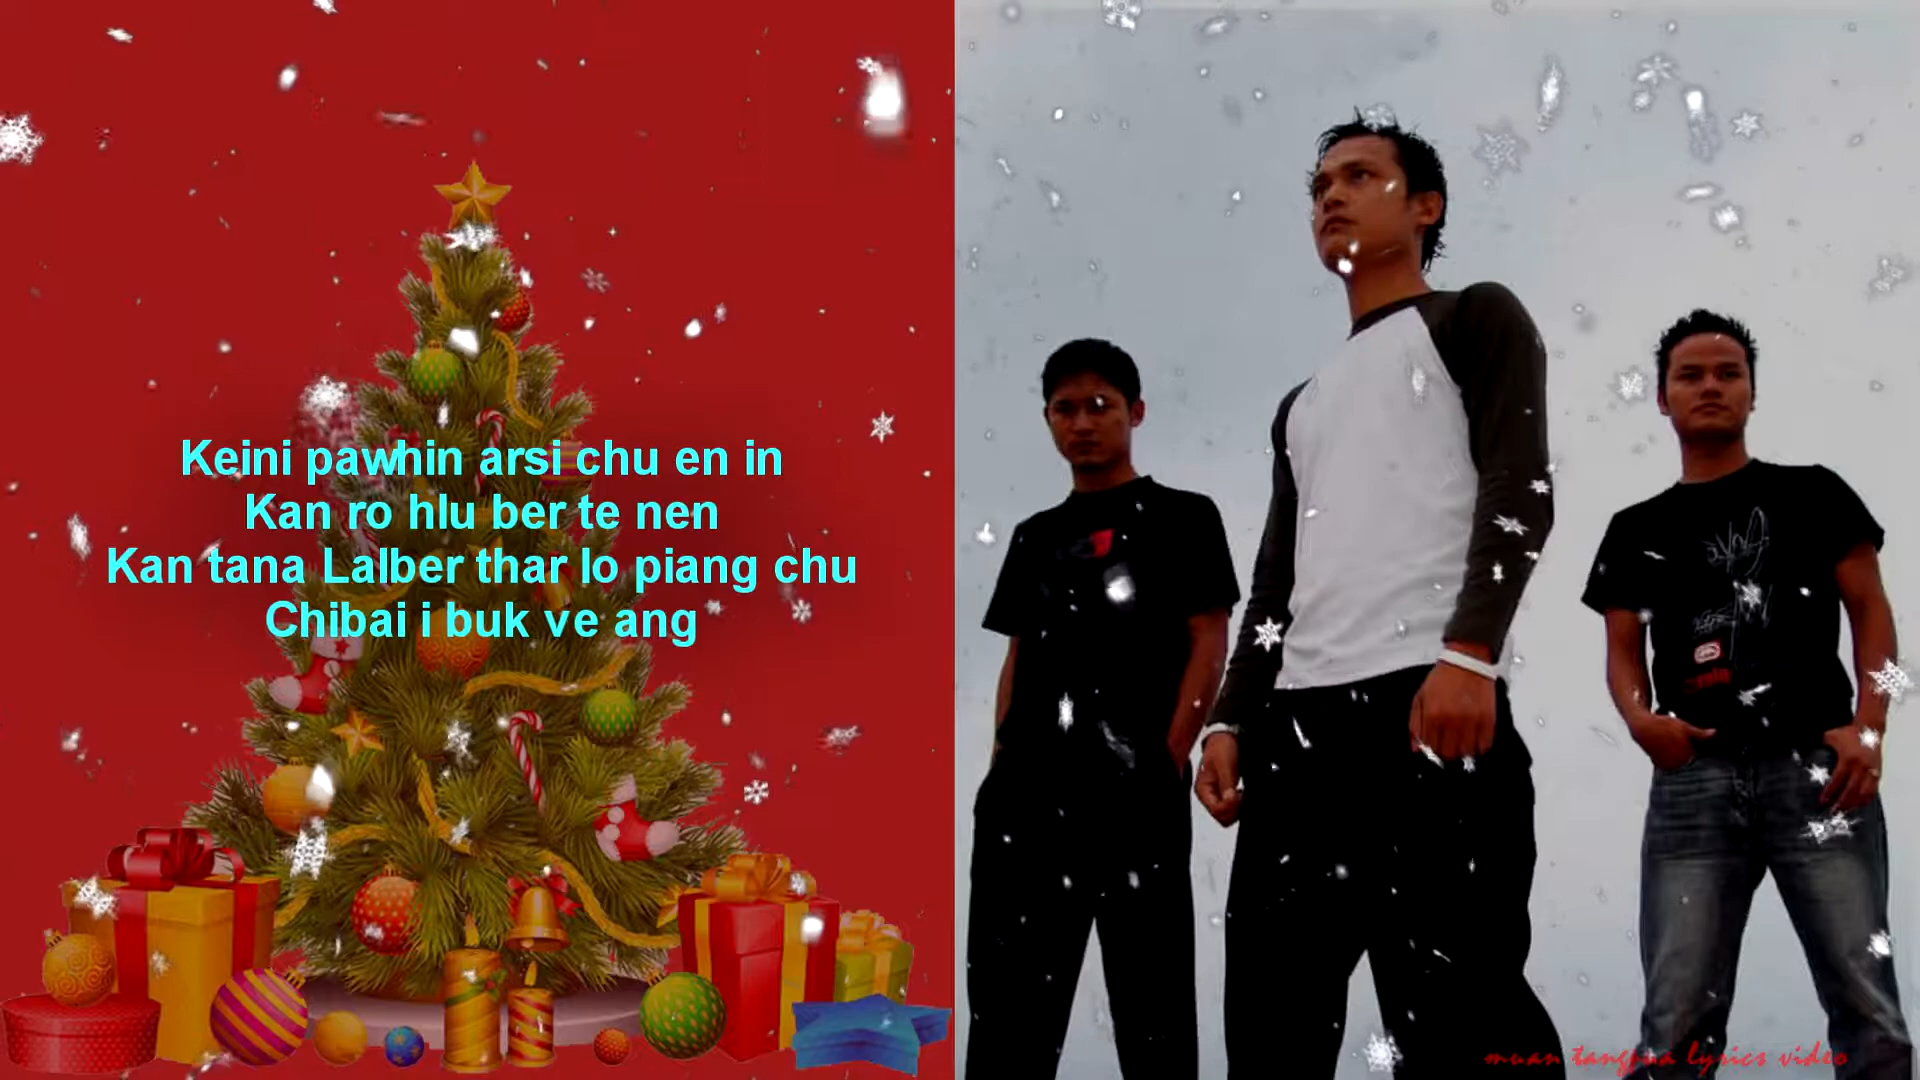 Keini pawhin arsi chu en in
Kan ro hlu ber te nen
Kan tana Lalber thar lo piang chu
Chibai i buk ve ang
muan tangpua lyrics video